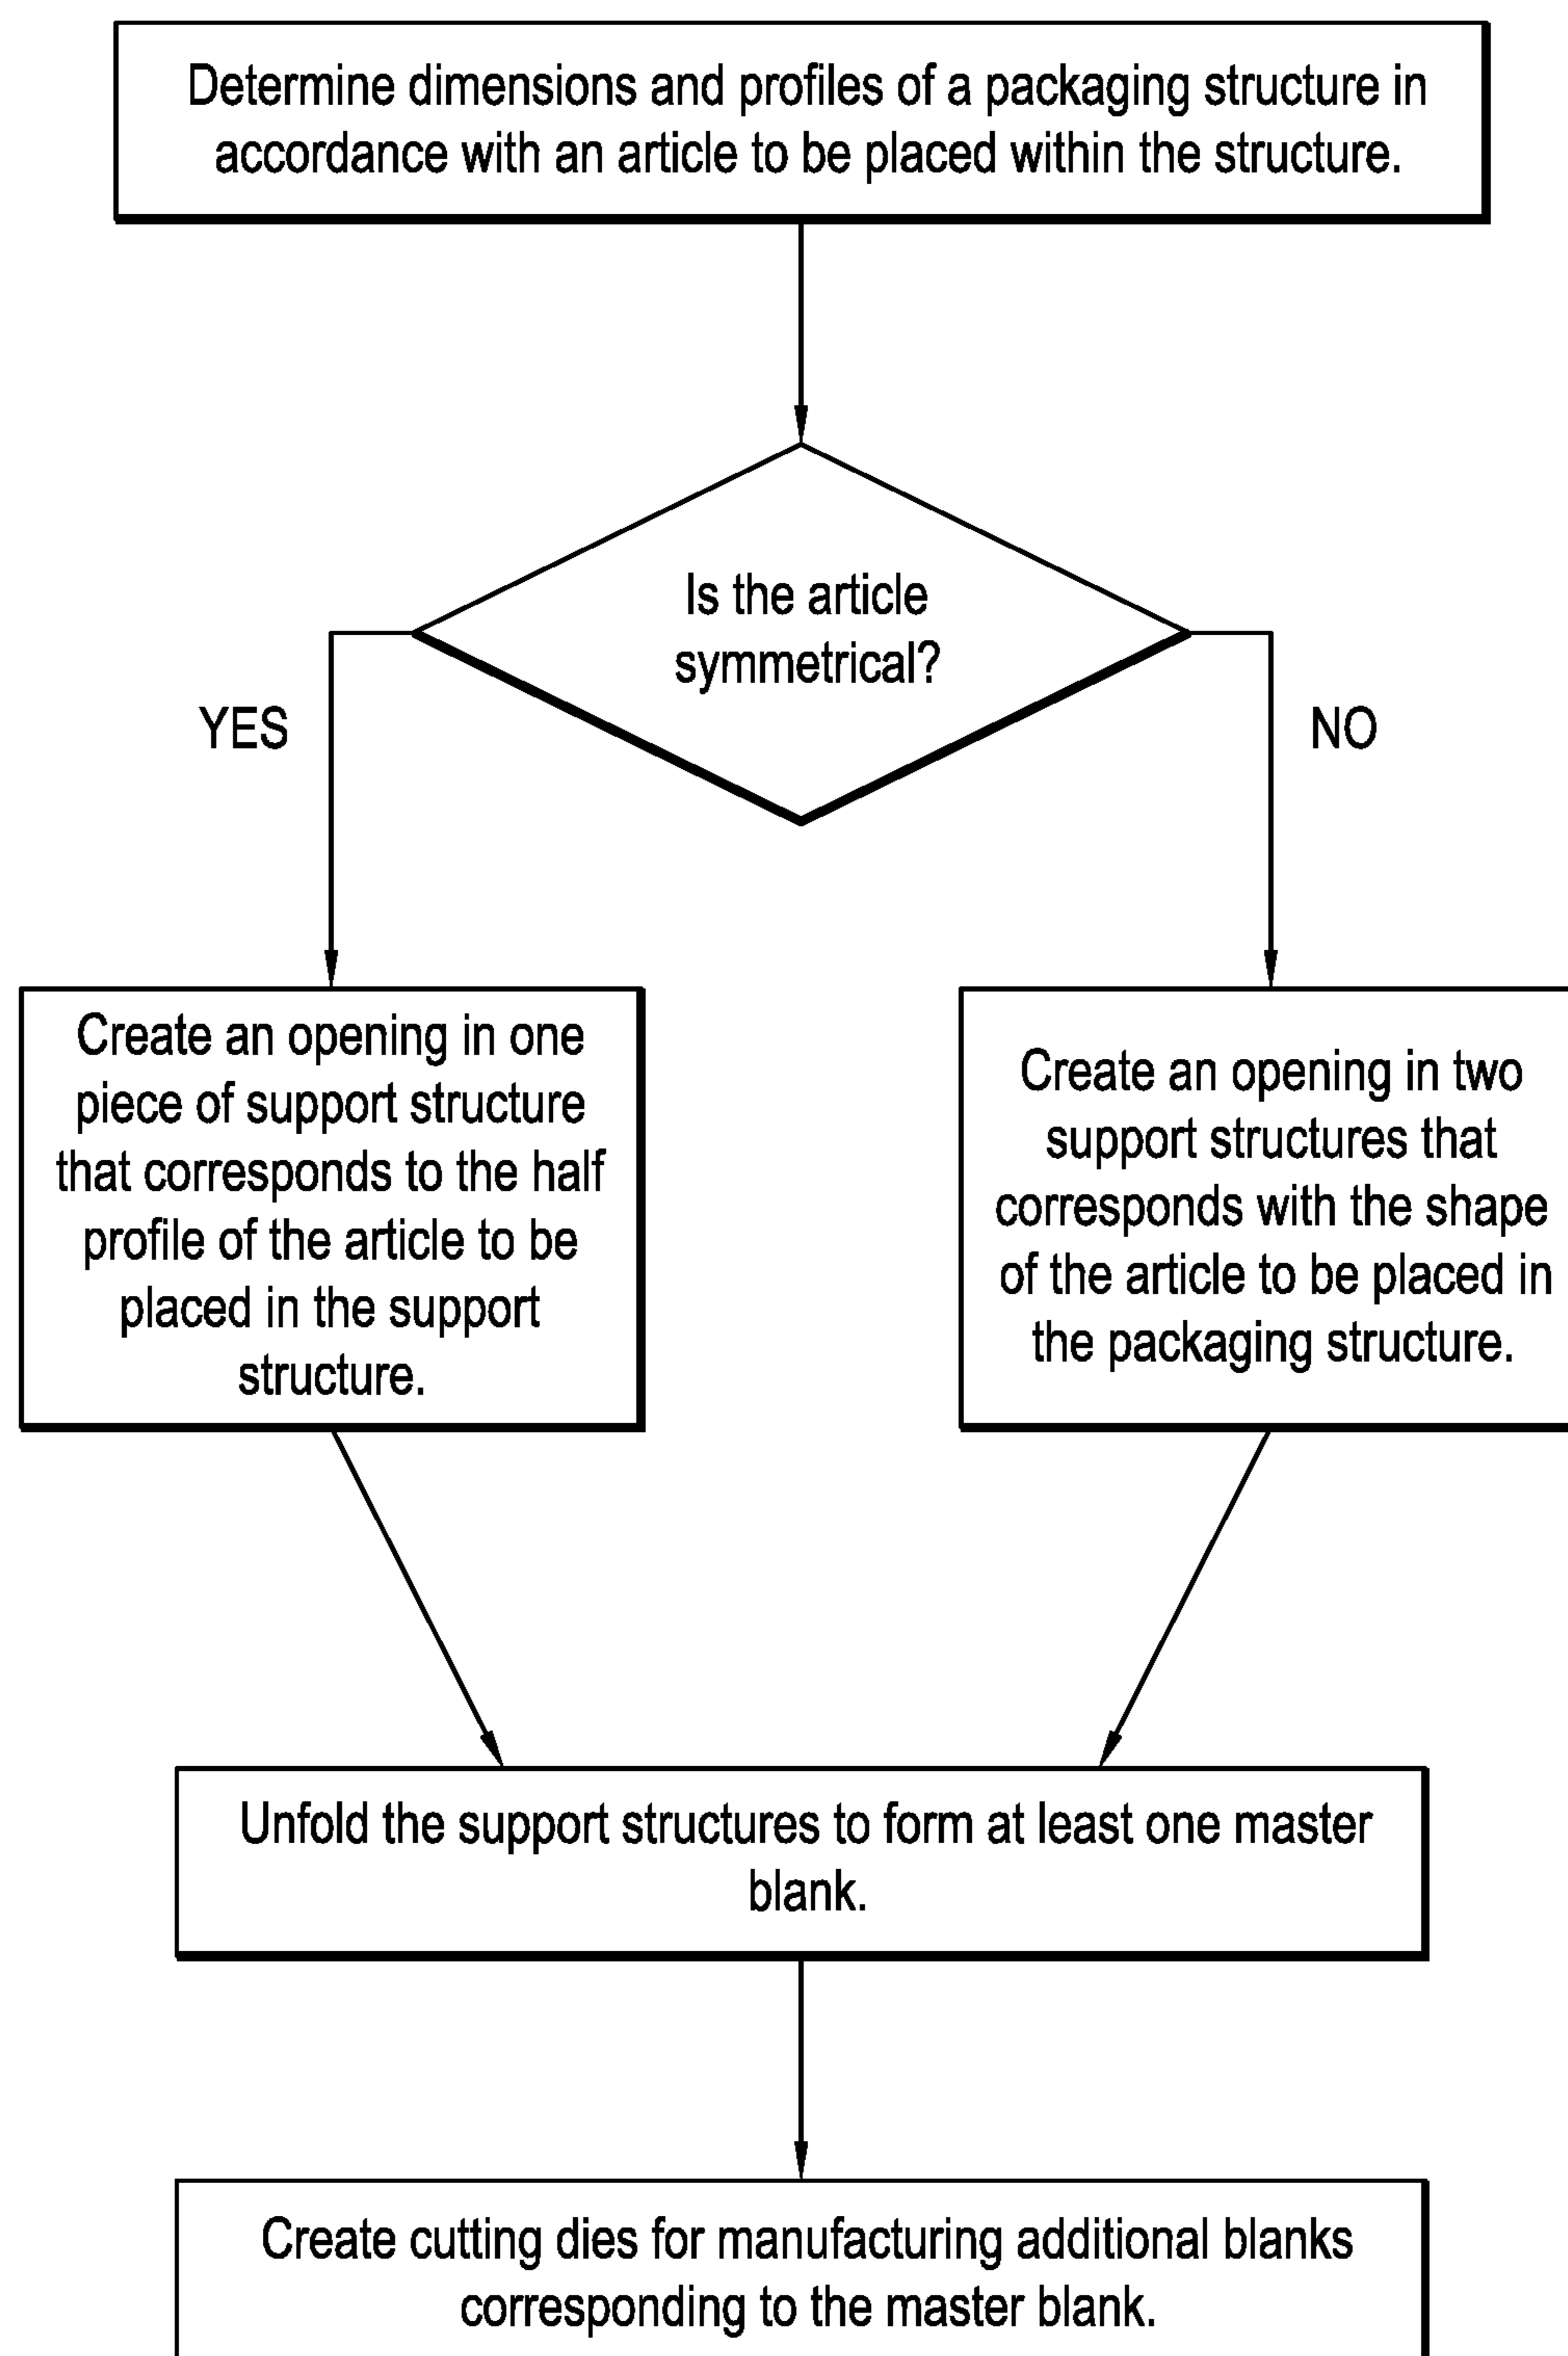 Determine dimensions and profiles of a packaging structure in
accordance with an article to be placed within the structure.
Is the article
symmetrical?
YES
NO
Create an opening in one
piece of support structure
that corresponds to the half
profile of the article to be
placed in the support
structure.
Create an opening in two
support structures that
corresponds with the shape
of the article to be placed in
the packaging structure.
Unfold the support structures to form at least one master
blank.
Create cutting dies for manufacturing additional blanks
corresponding to the master blank.